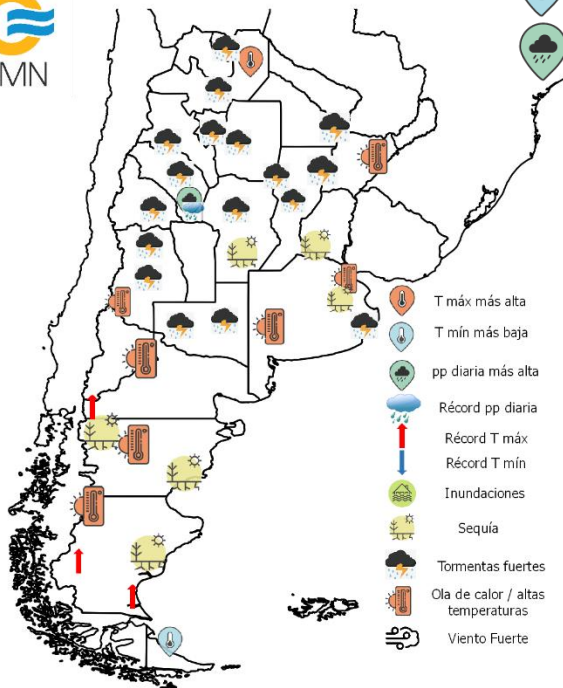 MN
T máx más alta
T mín más baja
pp diaria más alta
Récord pp diaria
Récord T máx
Récord T mín
Inundaciones
Sequía
Tormentas fuertes
Ola de calor / altas
temperaturas
Viento Fuerte